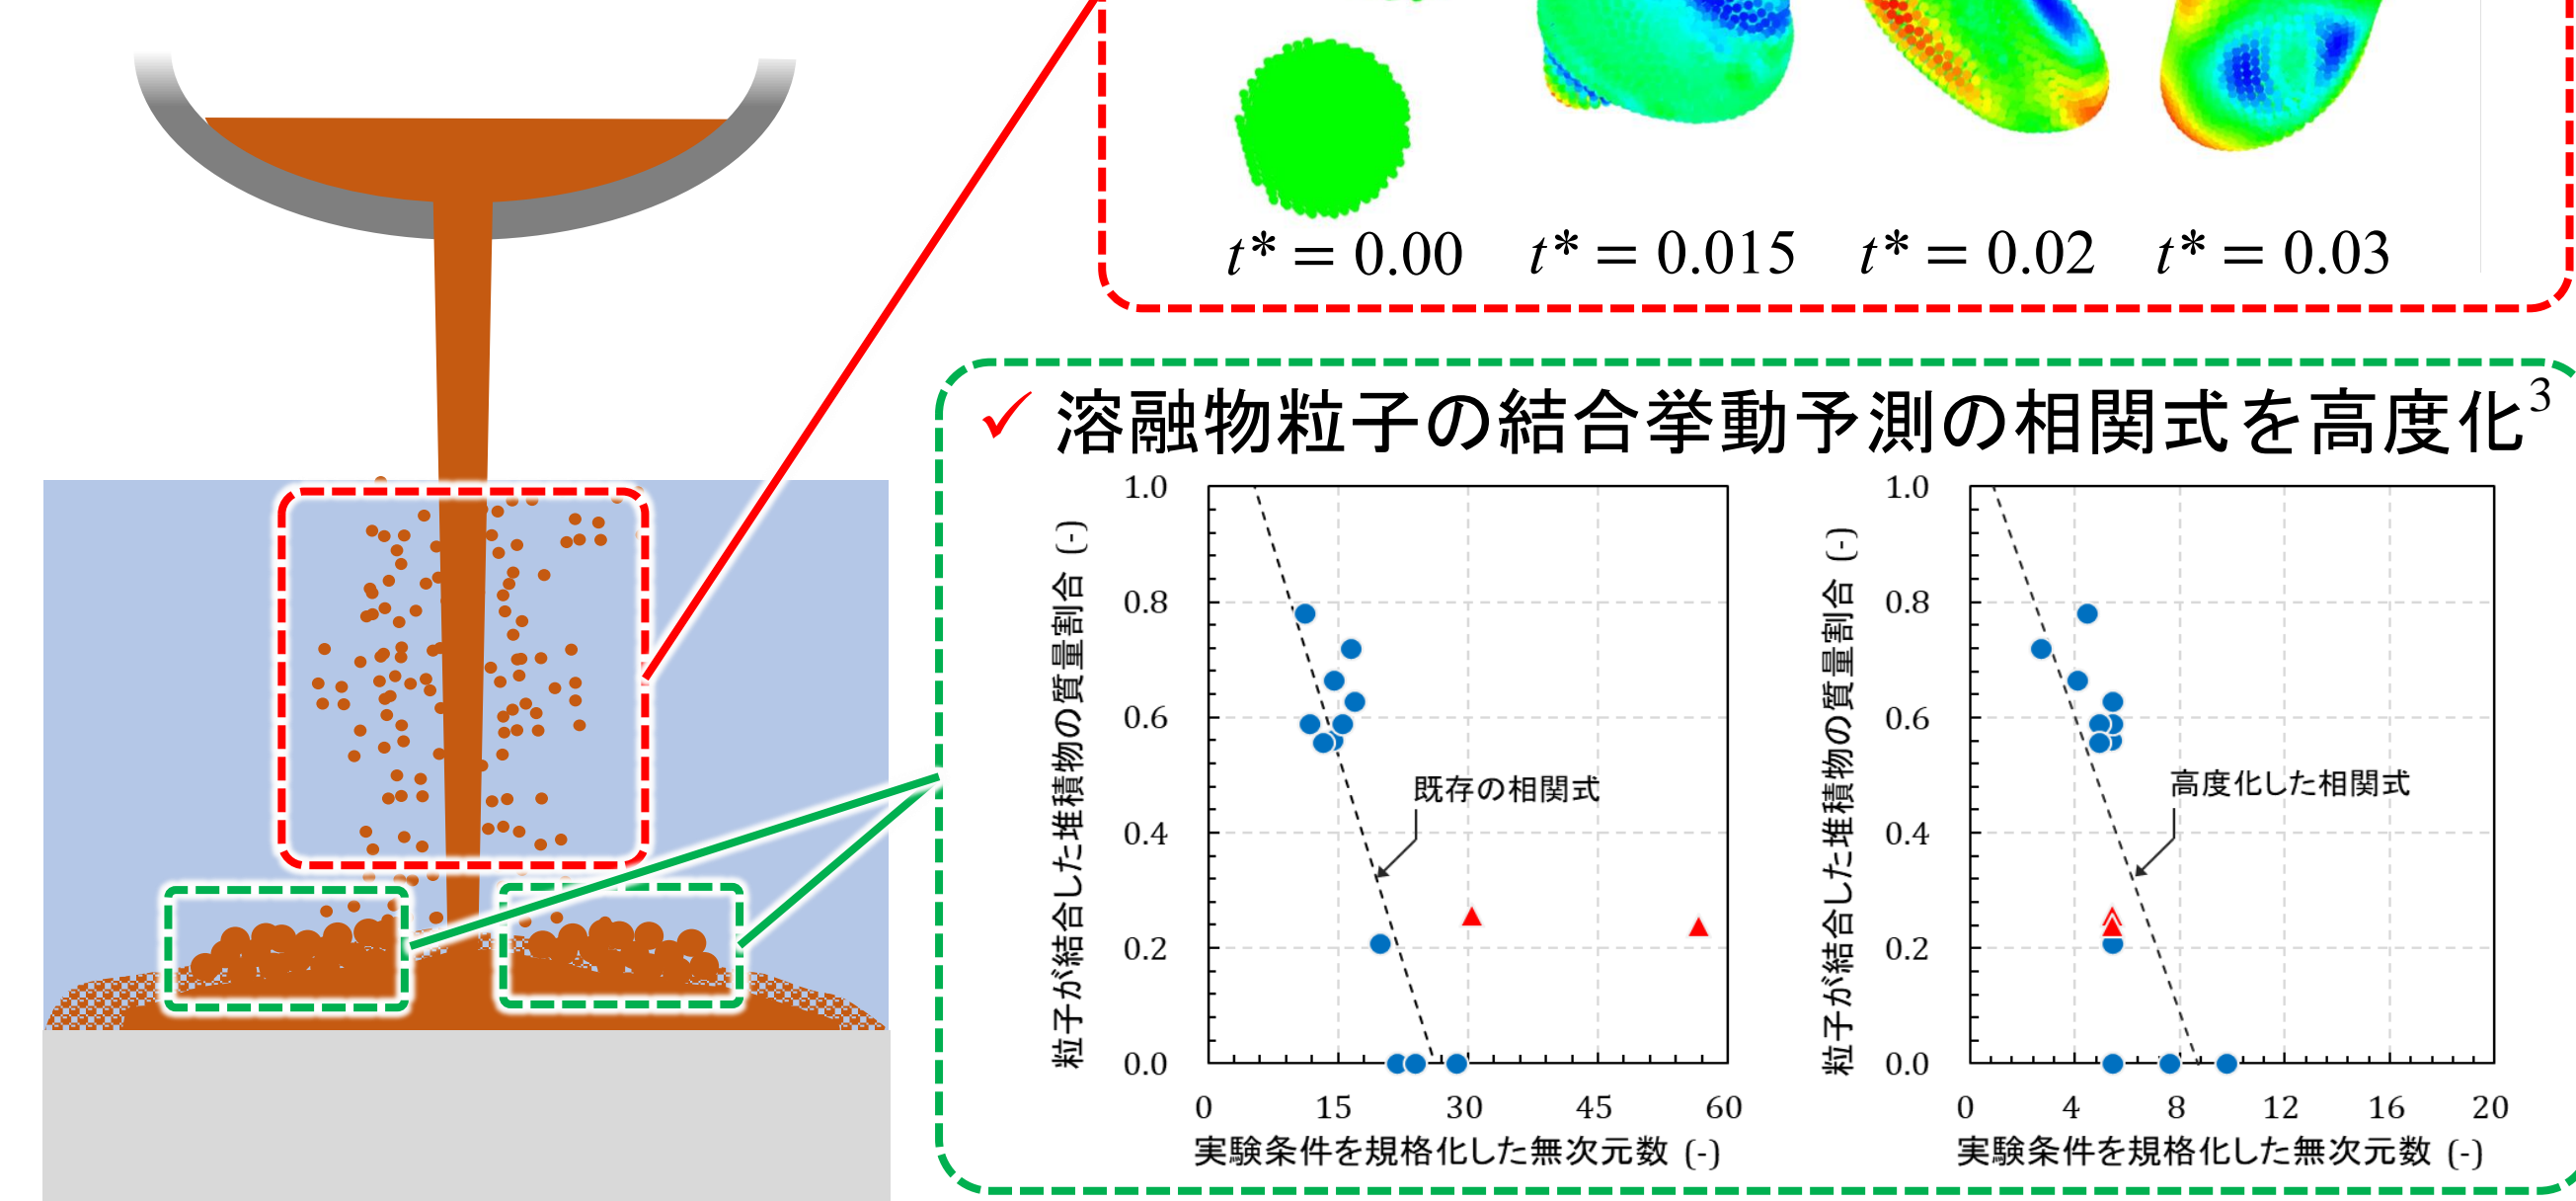 t* = 0.00
t* = 0.015
t* = 0.02
t* = 0.03
✓ 溶融物粒子の結合挙動予測の相関式を高度化3
粒子が結合した堆積物の質量割合 (-)
1.0
0.8
0.6
0.4
0.2
0.0
既存の相関式
0 15 30 45 60
実験条件を規格化した無次元数 (-)
粒子が結合した堆積物の質量割合 (-)
1.0
0.8
0.6
0.4
0.2
0.0
高度化した相関式
0 4 8 12 16 20
実験条件を規格化した無次元数 (-)